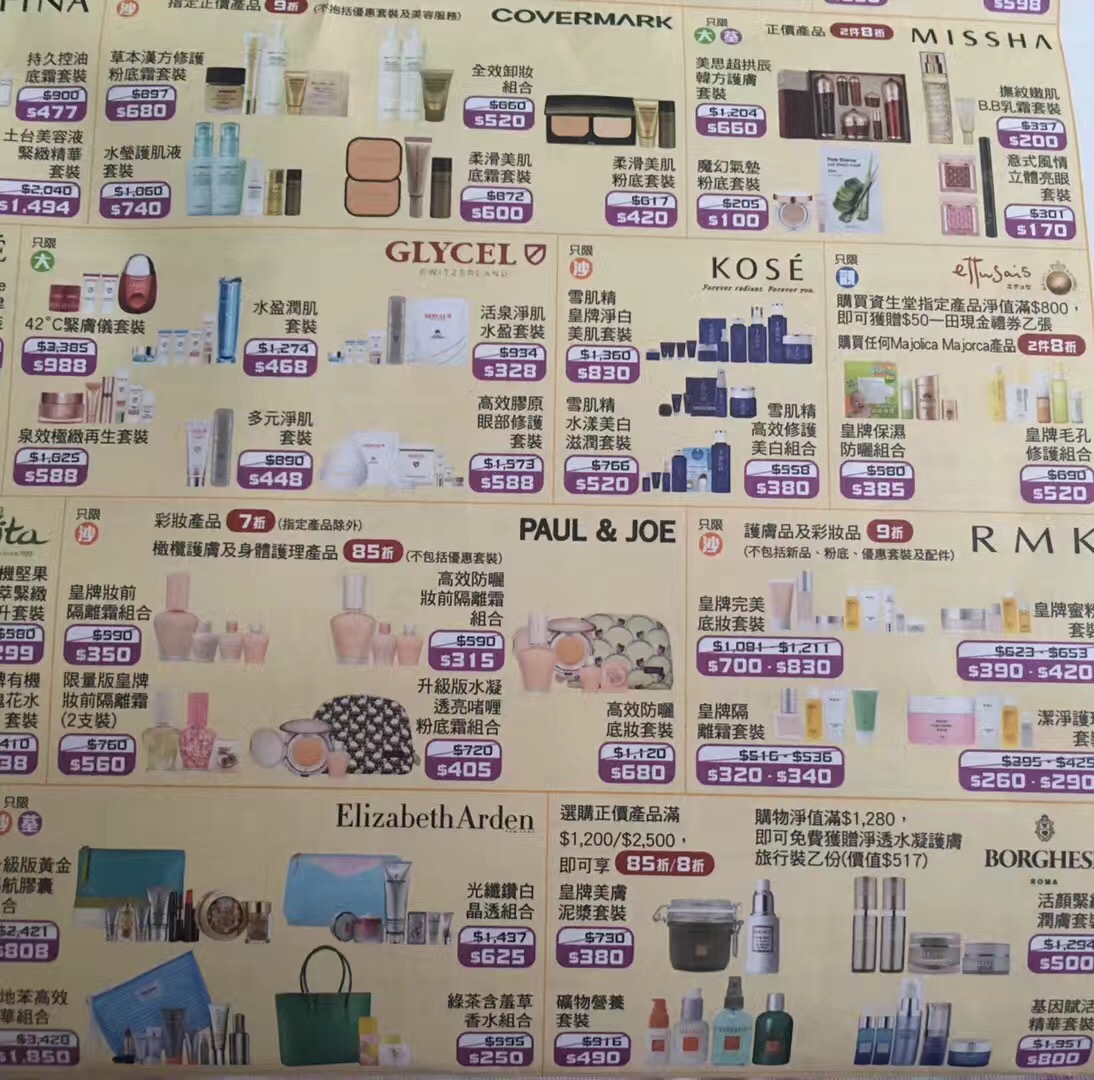 $598
沙
指定正價產品 9折 (不包括優惠套裝及美容服務)
COVERMARK
持久控油
底霜套裝
$900
$477
土台美容液
緊緻精華
套裝
$2,040
$1,494
草本漢方修護
粉底霜套裝
$897
$680
水瑩護肌液
套裝
$1,060
$740
全效卸妝
組合
$660
$520
柔滑美肌
底霜套裝
$872
$600
柔滑美肌
粉底套裝
$617
$420
只限
大 荃
正價產品 2件8折
MISSHA
美思超拱辰
韓方護膚
套裝
$1,204
$660
魔幻氣墊
粉底套裝
$205
$100
撫紋嫩肌
B.B乳霜套裝
$337
$200
意式風情
立體亮眼
套裝
$301
$170
只限
大
GLYCEL
SWITZERLAND
42°C緊膚儀套裝
$3,385
$988
泉效極緻再生套裝
$1,625
$588
水盈潤肌
套裝
$1,274
$468
多元淨肌
套裝
$890
$448
活泉淨肌
水盈套裝
$934
$328
高效膠原
眼部修護
套裝
$1,573
$588
只限
沙
KOSÉ
Forever radiant. Forever you.
雪肌精
皇牌淨白
美肌套裝
$1,360
$830
雪肌精
水漾美白
滋潤套裝
$766
$520
雪肌精
高效修護
美白組合
$558
$380
只限
觀
ettusais
購買資生堂指定產品淨值滿$800，
即可獲贈$50一田現金禮券乙張
購買任何Majolica Majorca產品 2件8折
皇牌保濕
防曬組合
$580
$385
皇牌毛孔
修護組合
$690
$520
機堅果
萃緊緻
升套裝
$580
299
有機
花水
套裝
$410
38
只限
沙
彩妝產品 7折 (指定產品除外)
橄欖護膚及身體護理產品 85折 (不包括優惠套裝)
PAUL & JOE
皇牌妝前
隔離霜組合
$590
$350
限量版皇牌
妝前隔離霜
(2支裝)
$760
$560
高效防曬
妝前隔離霜
組合
$590
$315
升級版水凝
透亮啫喱
粉底霜組合
$720
$405
高效防曬
底妝套裝
$1,120
$680
只限
沙
護膚品及彩妝品 9折
(不包括新品、粉底、優惠套裝及配件)
RMK
皇牌完美
底妝套裝
$1,081-$1,211
$700-$830
皇牌隔
離霜套裝
$516-$536
$320-$340
皇牌蜜粉
套裝
$623-$653
$390-$420
潔淨護理
套裝
$395-$425
$260-$290
只限
沙 荃
Elizabeth Arden
NEW YORK
級版黃金
航膠囊
合
$2,421
$808
地苯高效
華組合
$3,420
$1,850
光纖鑽白
晶透組合
$1,437
$625
綠茶含羞草
香水組合
$995
$250
選購正價產品滿
$1,200/$2,500，
即可享 85折/8折
購物淨值滿$1,280，
即可免費獲贈淨透水凝護膚
旅行裝乙份(價值$517)
BORGHES
ROMA
皇牌美膚
泥漿套裝
$730
$380
礦物營養
套裝
$916
$490
活顏緊緻
潤膚套裝
$1,294
$500
基因賦活
精華套裝
$1,951
$800